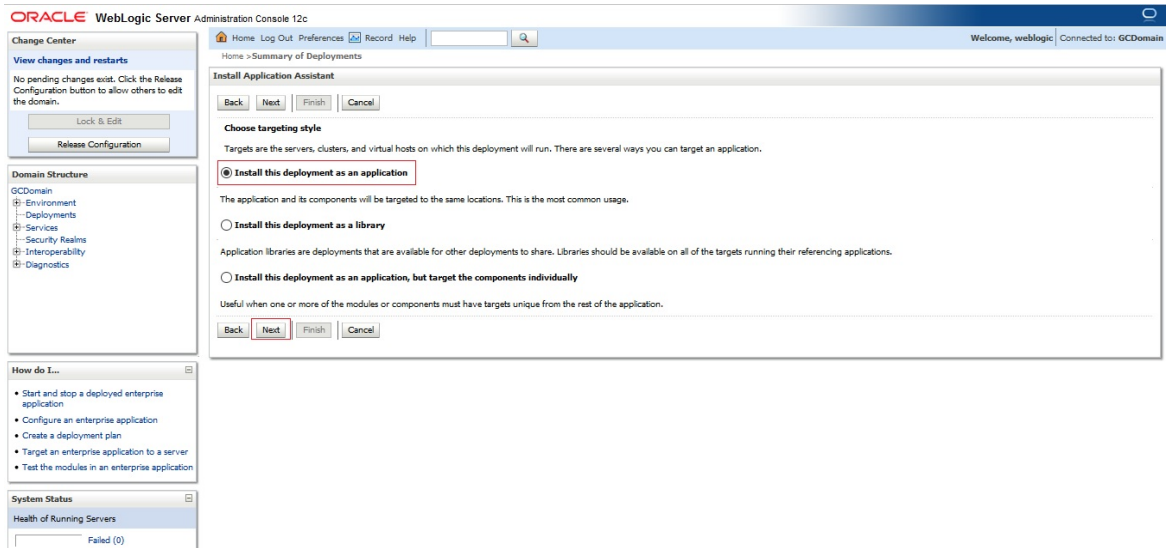 ORACLE WebLogic Server Administration Console 12c
Change Center
View changes and restarts
No pending changes exist. Click the Release
Configuration button to allow others to edit
the domain.
Lock & Edit
Release Configuration
Domain Structure
GCDomain
Environment
Deployments
Services
Security Realms
Interoperability
Diagnostics
How do I...
Start and stop a deployed enterprise
application
Configure an enterprise application
Create a deployment plan
Target an enterprise application to a server
Test the modules in an enterprise application
System Status
Health of Running Servers
Failed (0)
Home Log Out Preferences Record Help
Welcome, weblogic Connected to: GCDomain
Home >Summary of Deployments
Install Application Assistant
Back Next Finish Cancel
Choose targeting style
Targets are the servers, clusters, and virtual hosts on which this deployment will run. There are several ways you can target an application.
Install this deployment as an application
The application and its components will be targeted to the same locations. This is the most common usage.
Install this deployment as a library
Application libraries are deployments that are available for other deployments to share. Libraries should be available on all of the targets running their referencing applications.
Install this deployment as an application, but target the components individually
Useful when one or more of the modules or components must have targets unique from the rest of the application.
Back Next Finish Cancel